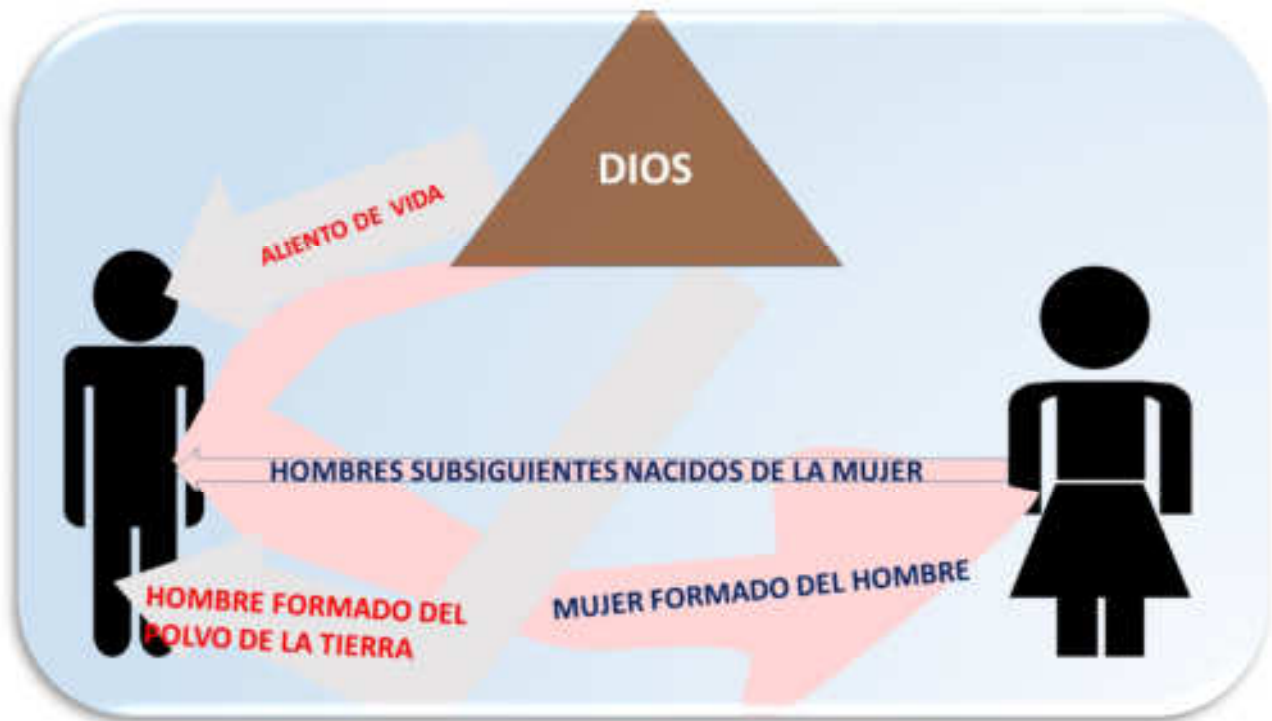 DIOS
ALIENTO DE VIDA
HOMBRES SUBSIGUIENTES NACIDOS DE LA MUJER
MUJER FORMADO DEL HOMBRE
HOMBRE FORMADO DEL
POLVO DE LA TIERRA